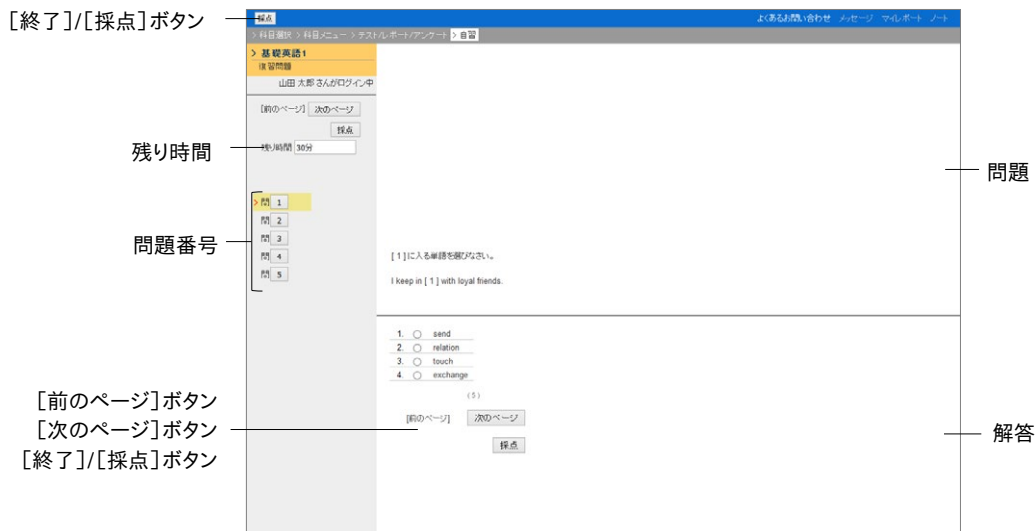 ［終了］/［採点］ボタン
採点
よくあるお問い合わせ メッセージ マイレポート ノート
> 科目選択 > 科目メニュー > テスト/レポート/アンケート > 自習
> 基礎英語1
復習問題
山田 太郎 さんがログイン中
[前のページ] 次のページ
採点
残り時間
残り時間 30分
問題
問題番号
> 問 1
問 2
問 3
問 4
問 5
[ 1 ]に入る単語を選びなさい。
I keep in [ 1 ] with loyal friends.
1. send
2. relation
3. touch
4. exchange
(5)
［前のページ］ボタン
［次のページ］ボタン
［終了］/［採点］ボタン
[前のページ] 次のページ
採点
解答